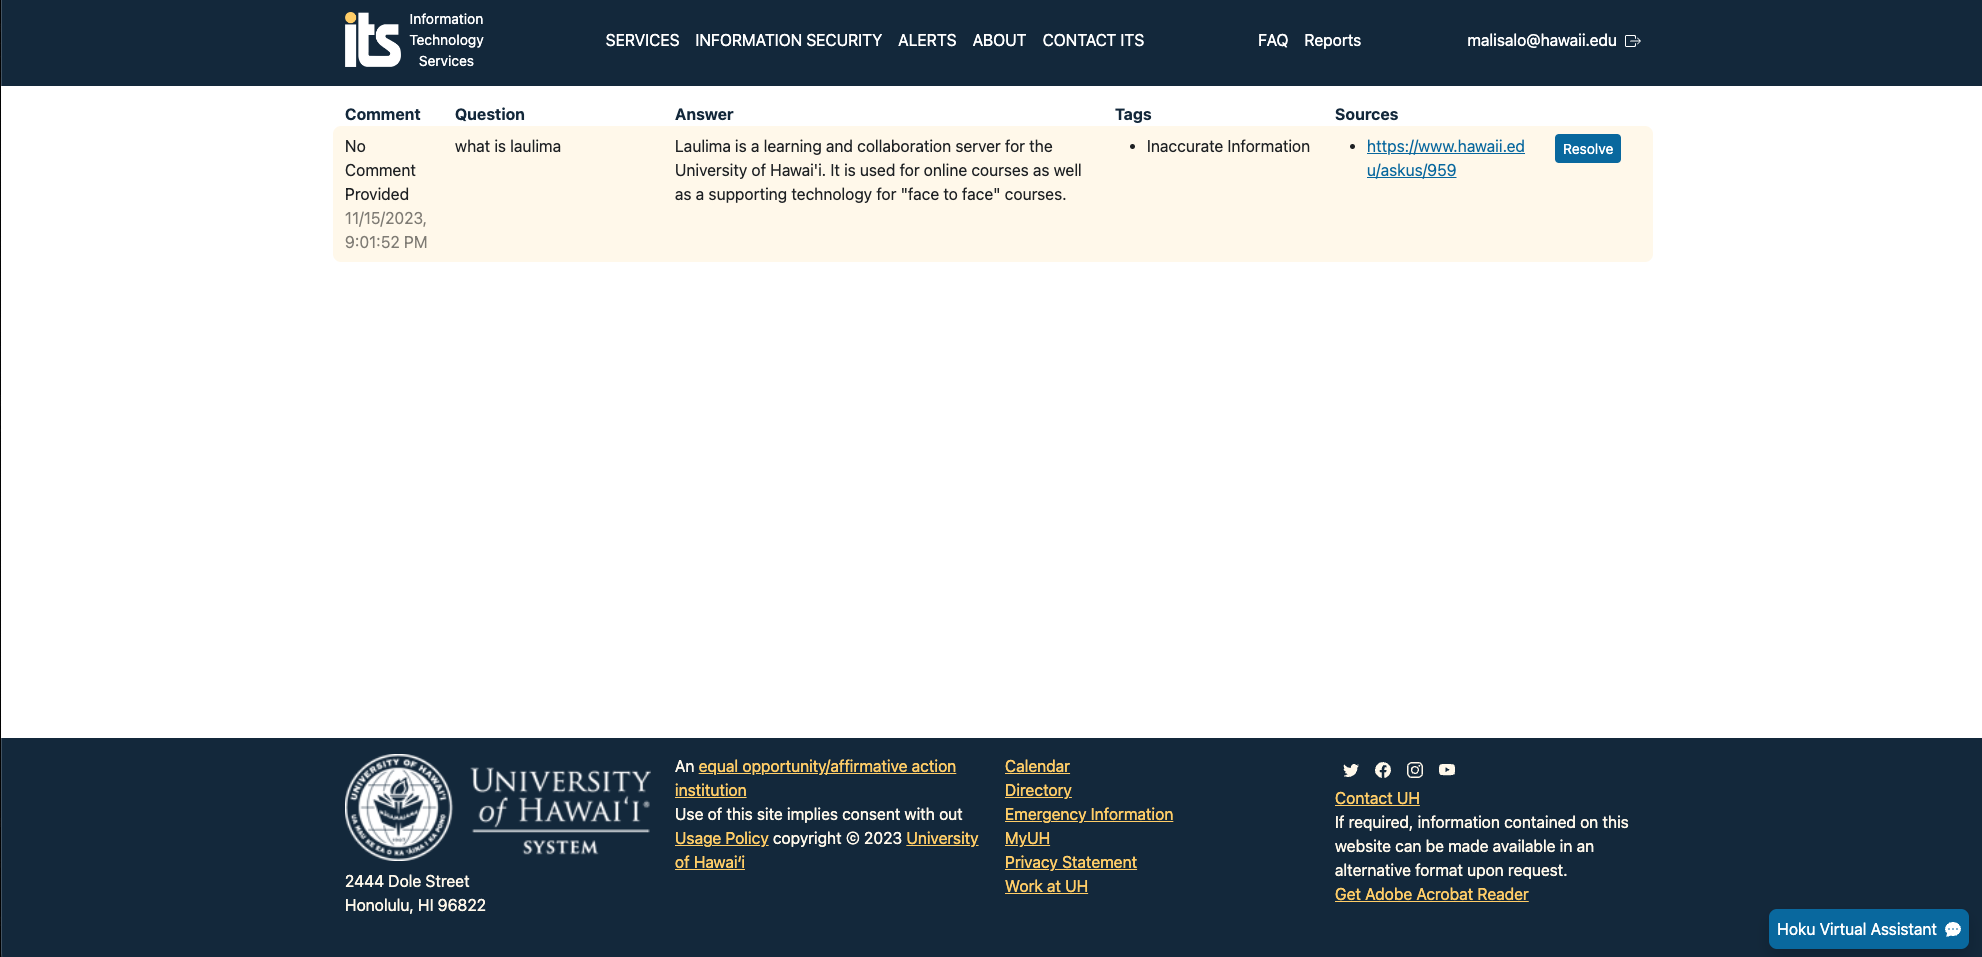 its
Information
Technology
Services
SERVICES INFORMATION SECURITY ALERTS ABOUT CONTACT ITS
FAQ Reports
malisalo@hawaii.edu
Comment Question Answer Tags Sources
No
Comment
Provided
11/15/2023,
9:01:52 PM
what is laulima
Laulima is a learning and collaboration server for the
University of Hawai'i. It is used for online courses as well
as a supporting technology for "face to face" courses.
Inaccurate Information
https://www.hawaii.ed
u/askus/959
Resolve
UNIVERSITY OF HAWAI'I
UNIVERSITY
of HAWAIʻI®
SYSTEM
2444 Dole Street
Honolulu, HI 96822
An equal opportunity/affirmative action
institution
Use of this site implies consent with out
Usage Policy copyright © 2023 University
of Hawaiʻi
Calendar
Directory
Emergency Information
MyUH
Privacy Statement
Work at UH
Contact UH
If required, information contained on this
website can be made available in an
alternative format upon request.
Get Adobe Acrobat Reader
Hoku Virtual Assistant